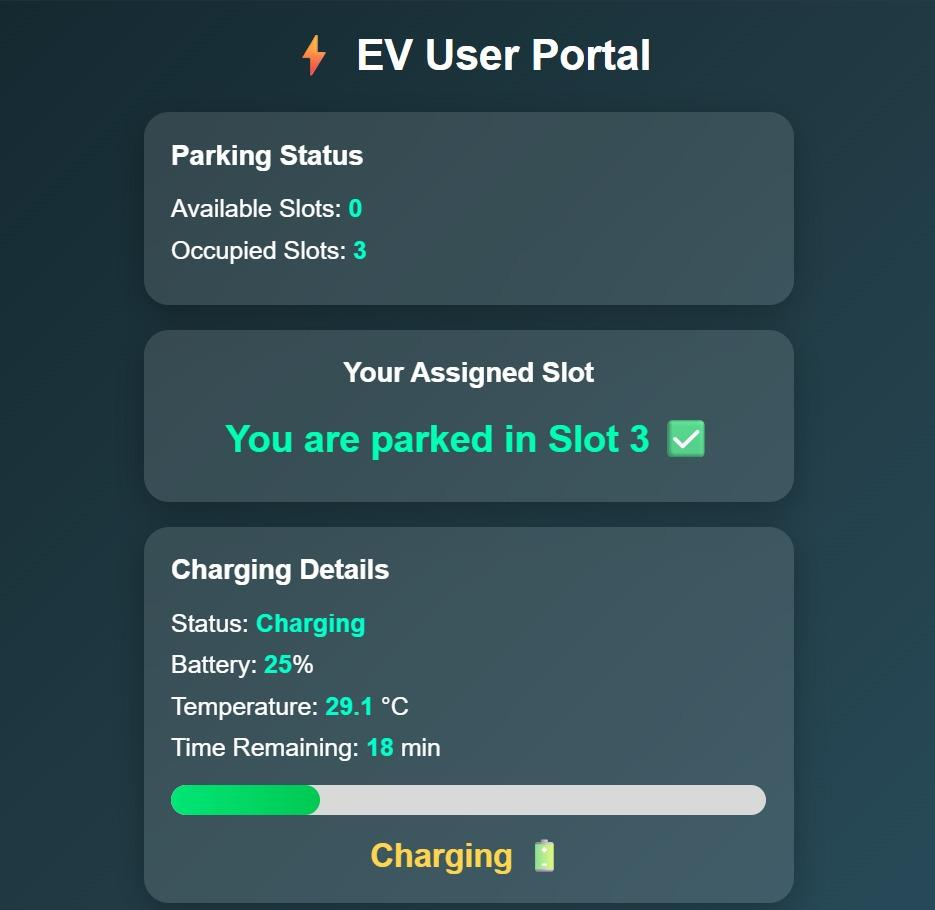 ⚡ EV User Portal
Parking Status
Available Slots: 0
Occupied Slots: 3
Your Assigned Slot
You are parked in Slot 3 ✅
Charging Details
Status: Charging
Battery: 25%
Temperature: 29.1 °C
Time Remaining: 18 min
Charging 🔋